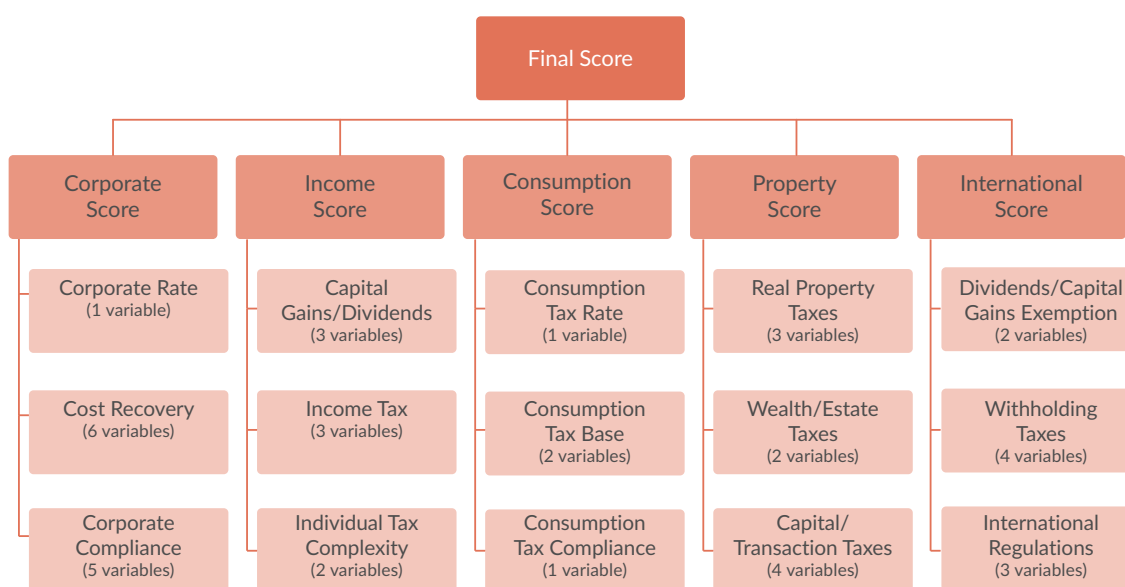 Final Score
Corporate
Score
Income
Score
Consumption
Score
Property
Score
International
Score
Corporate Rate
(1 variable)
Capital
Gains/Dividends
(3 variables)
Consumption
Tax Rate
(1 variable)
Real Property
Taxes
(3 variables)
Dividends/Capital
Gains Exemption
(2 variables)
Cost Recovery
(6 variables)
Income Tax
(3 variables)
Consumption
Tax Base
(2 variables)
Wealth/Estate
Taxes
(2 variables)
Withholding
Taxes
(4 variables)
Corporate
Compliance
(5 variables)
Individual Tax
Complexity
(2 variables)
Consumption
Tax Compliance
(1 variable)
Capital/
Transaction Taxes
(4 variables)
International
Regulations
(3 variables)